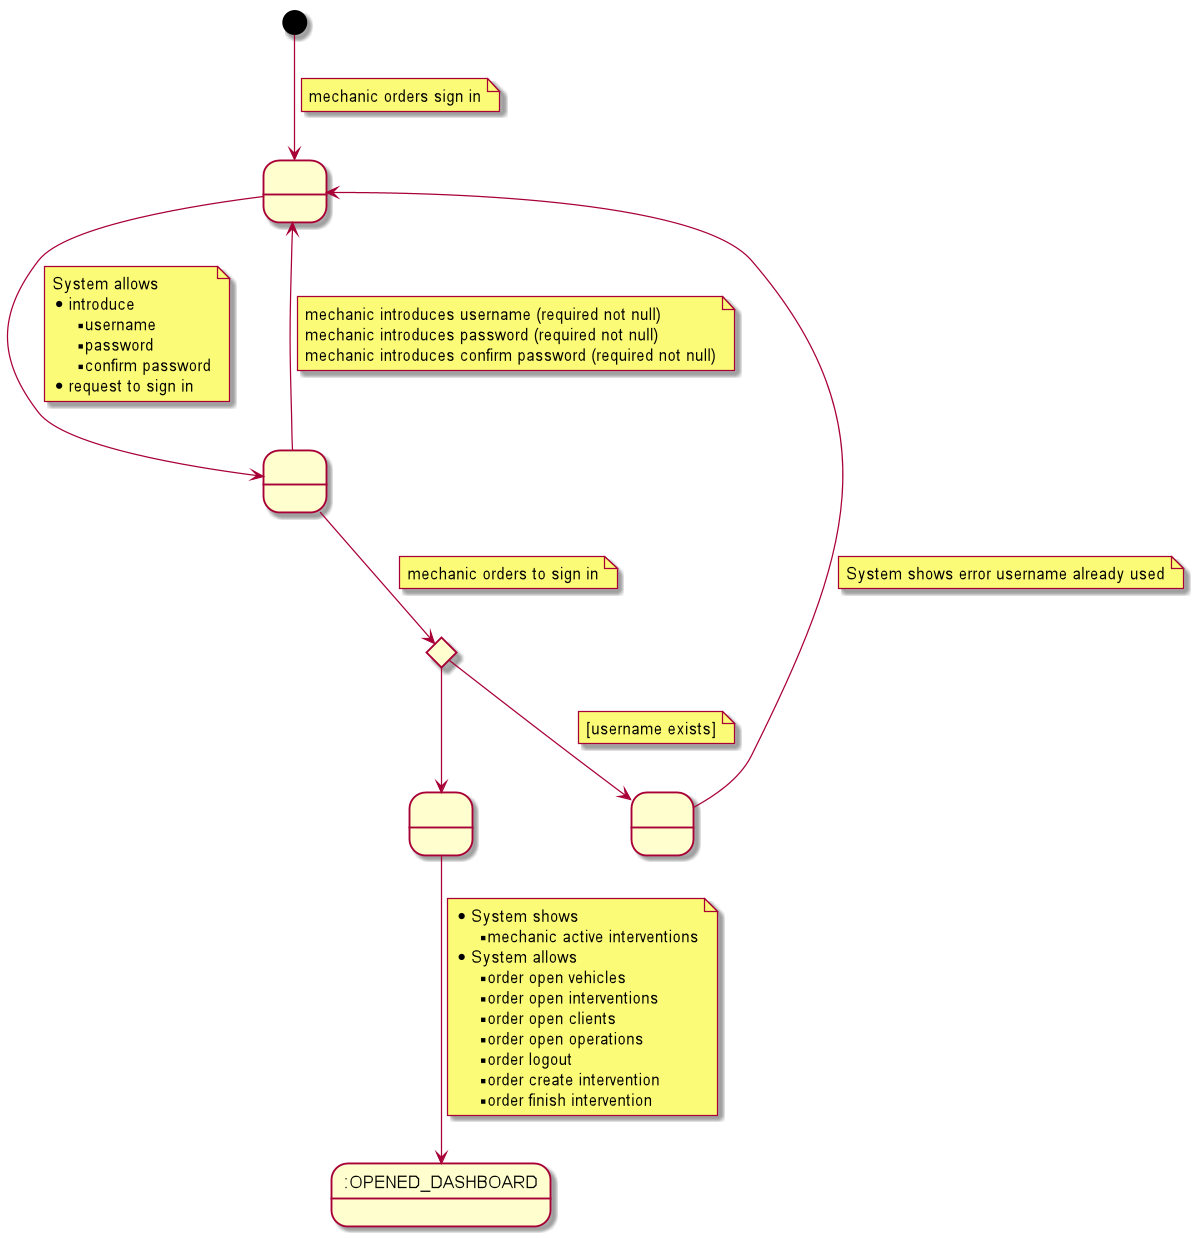 mechanic orders sign in
System allows
• introduce
▪ username
▪ password
▪ confirm password
• request to sign in
mechanic introduces username (required not null)
mechanic introduces password (required not null)
mechanic introduces confirm password (required not null)
mechanic orders to sign in
System shows error username already used
[username exists]
• System shows
▪ mechanic active interventions
• System allows
▪ order open vehicles
▪ order open interventions
▪ order open clients
▪ order open operations
▪ order logout
▪ order create intervention
▪ order finish intervention
:OPENED_DASHBOARD